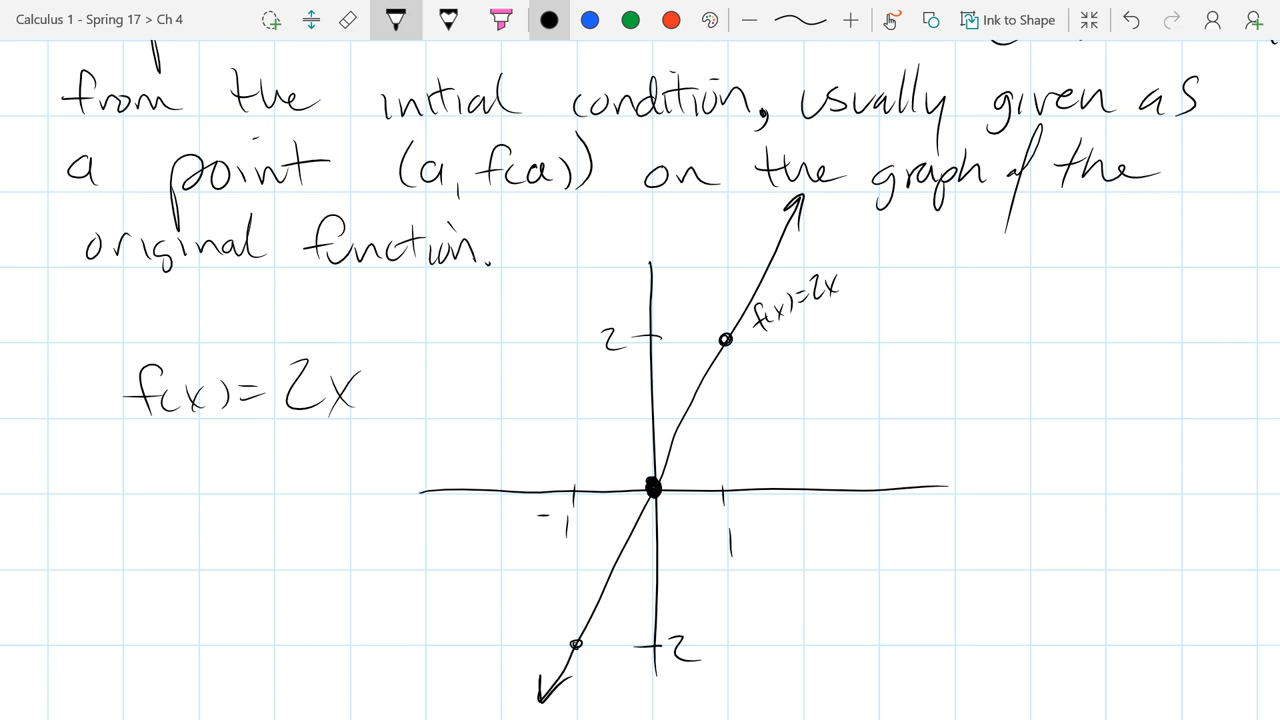 Calculus 1 - Spring 17 > Ch 4
Ink to Shape
from the initial condition, usually given as
a point (a, f(a)) on the graph of the
original function.
f(x)=2x
2
f(x)= 2x
-1
1
-2